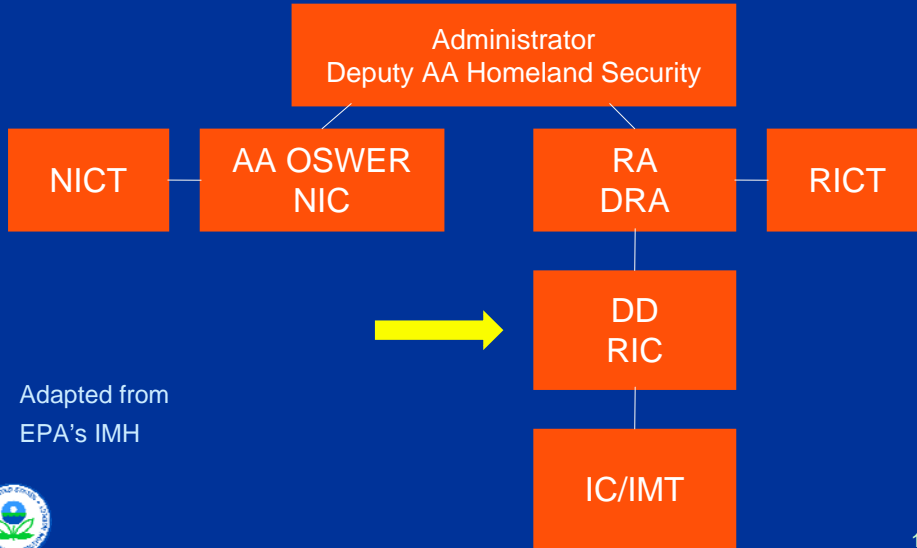 Administrator
Deputy AA Homeland Security
NICT
AA OSWER
NIC
RA
DRA
RICT
DD
RIC
Adapted from
EPA's IMH
IC/IMT